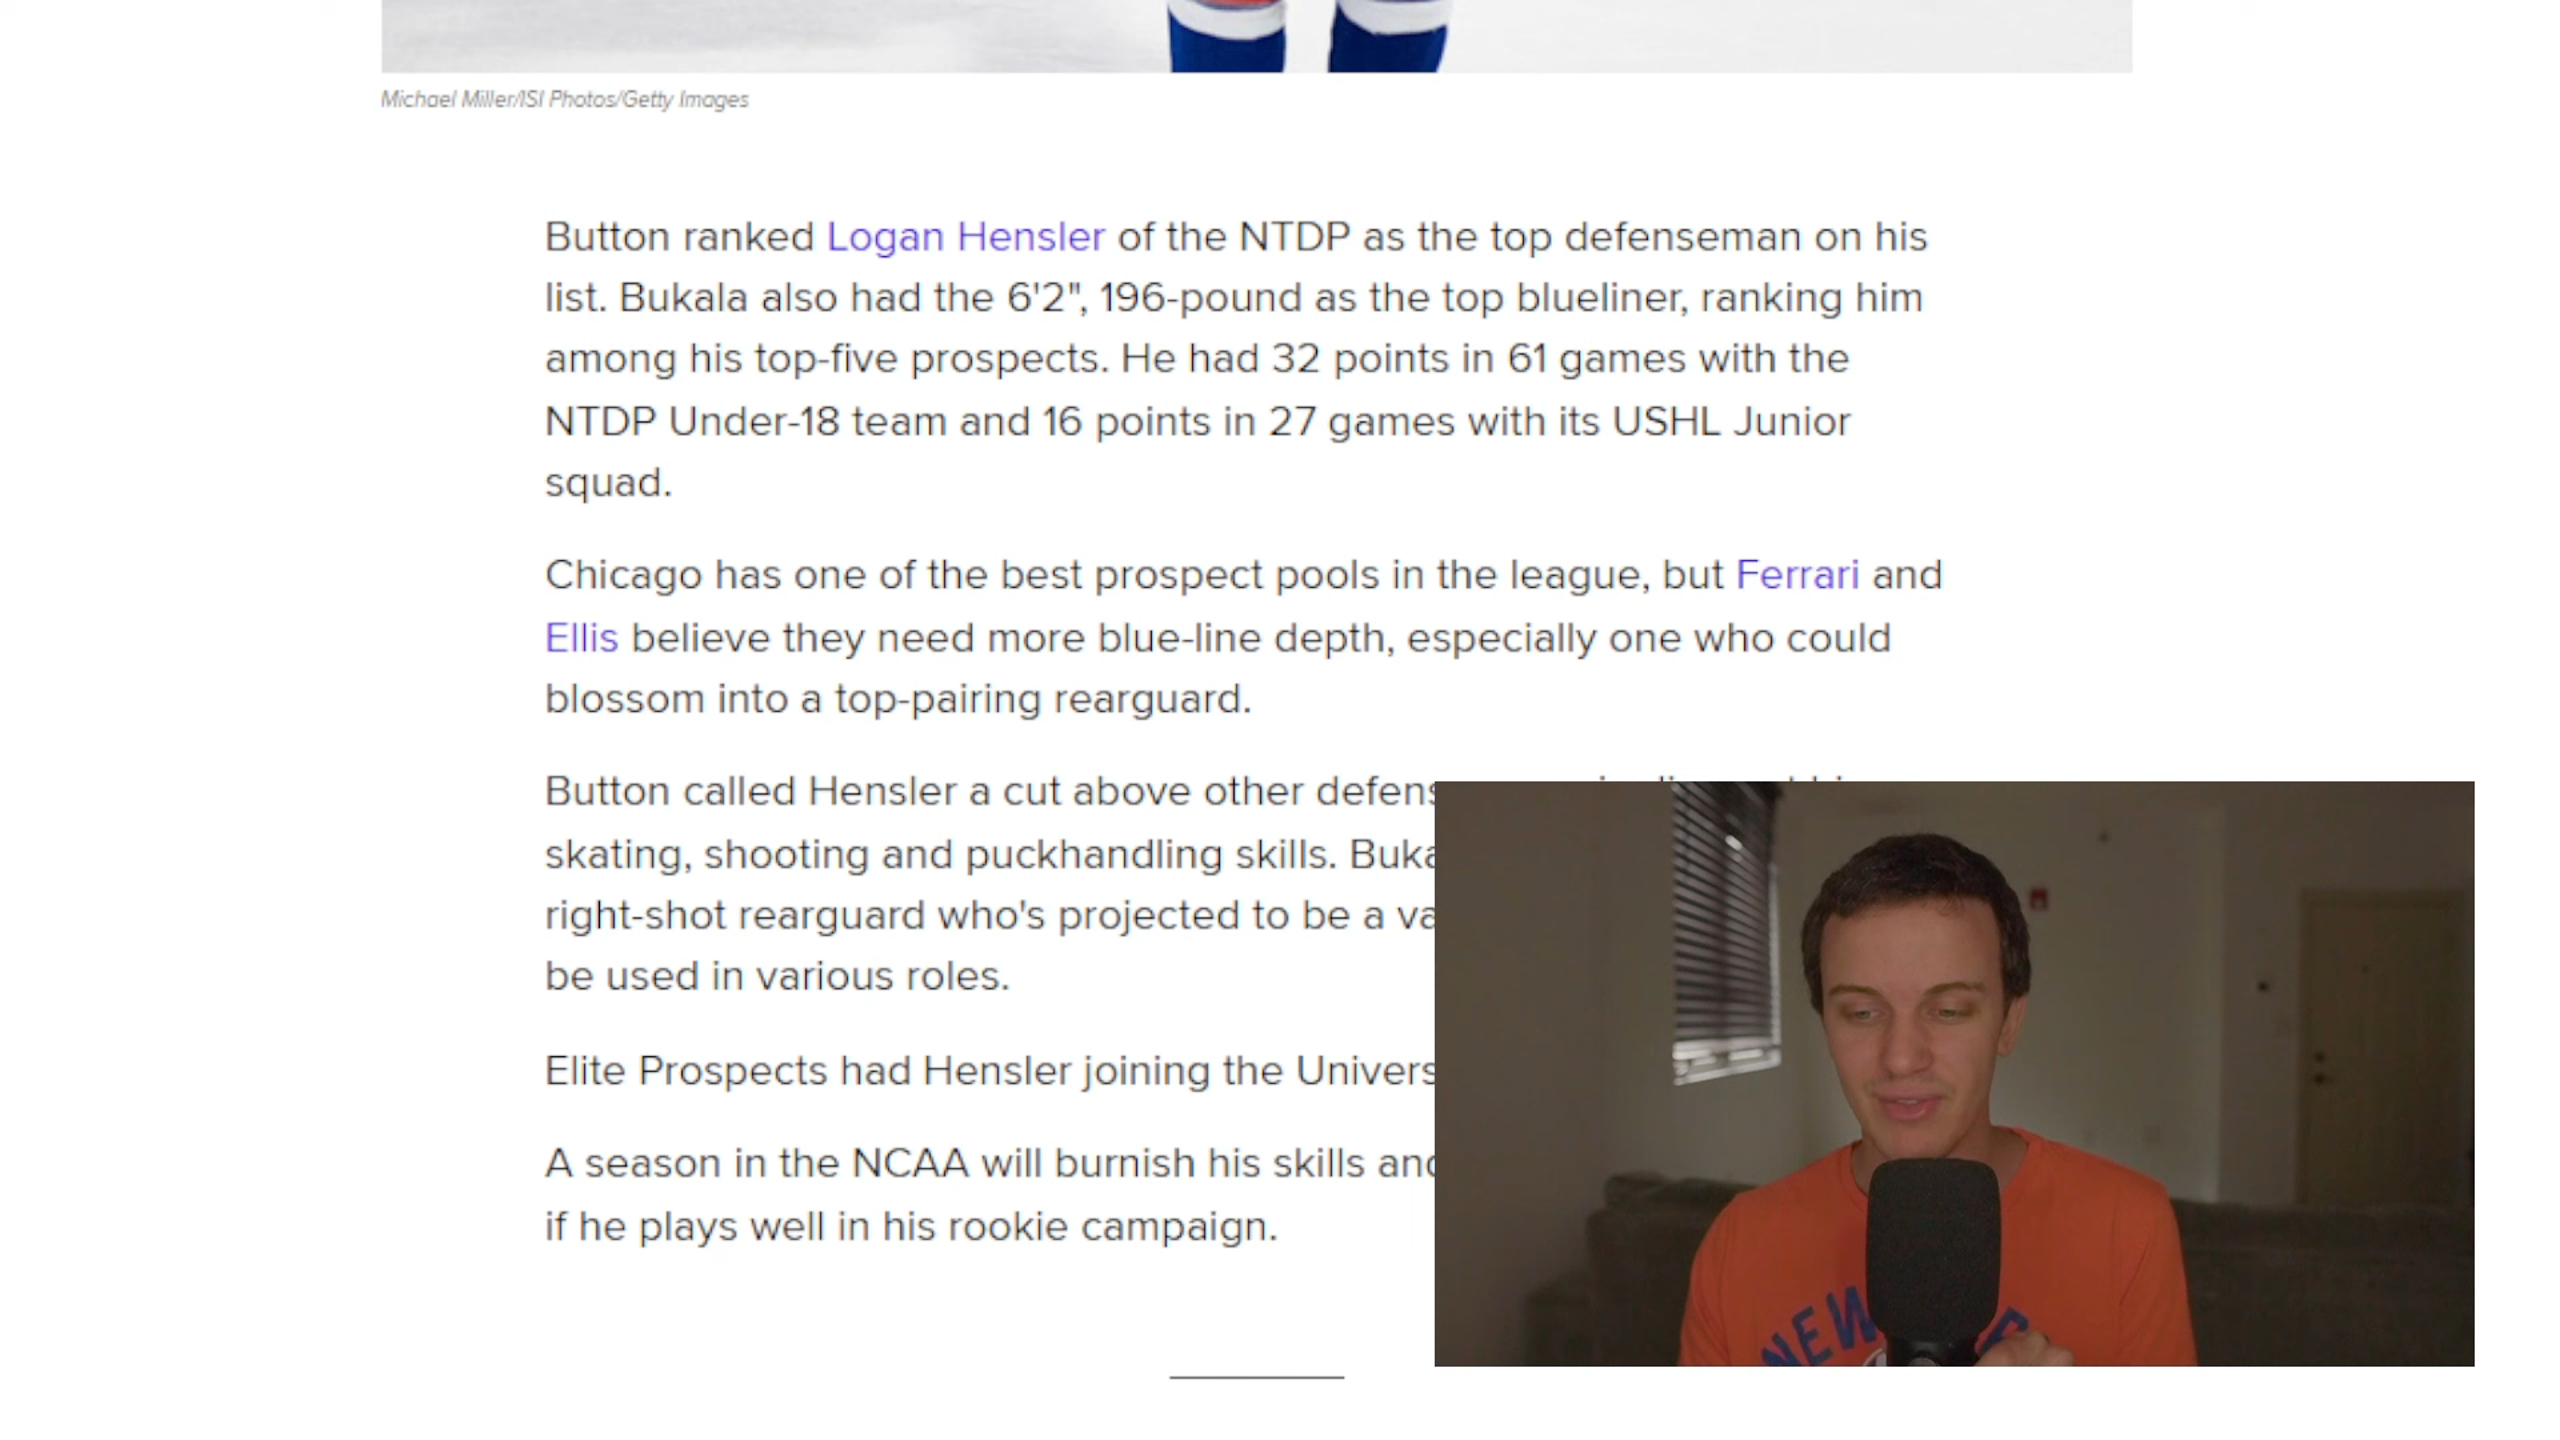 Michael Miller/ISI Photos/Getty Images
Button ranked Logan Hensler of the NTDP as the top defenseman on his
list. Bukala also had the 6'2", 196-pound as the top blueliner, ranking him
among his top-five prospects. He had 32 points in 61 games with the
NTDP Under-18 team and 16 points in 27 games with its USHL Junior
squad.
Chicago has one of the best prospect pools in the league, but Ferrari and
Ellis believe they need more blue-line depth, especially one who could
blossom into a top-pairing rearguard.
Button called Hensler a cut above other
skating, shooting and puckhandling skills.
right-shot rearguard who's projected to be a
be used in various roles.
Elite Prospects had Hensler joining the
A season in the NCAA will burnish his skills
if he plays well in his rookie campaign.
NEW